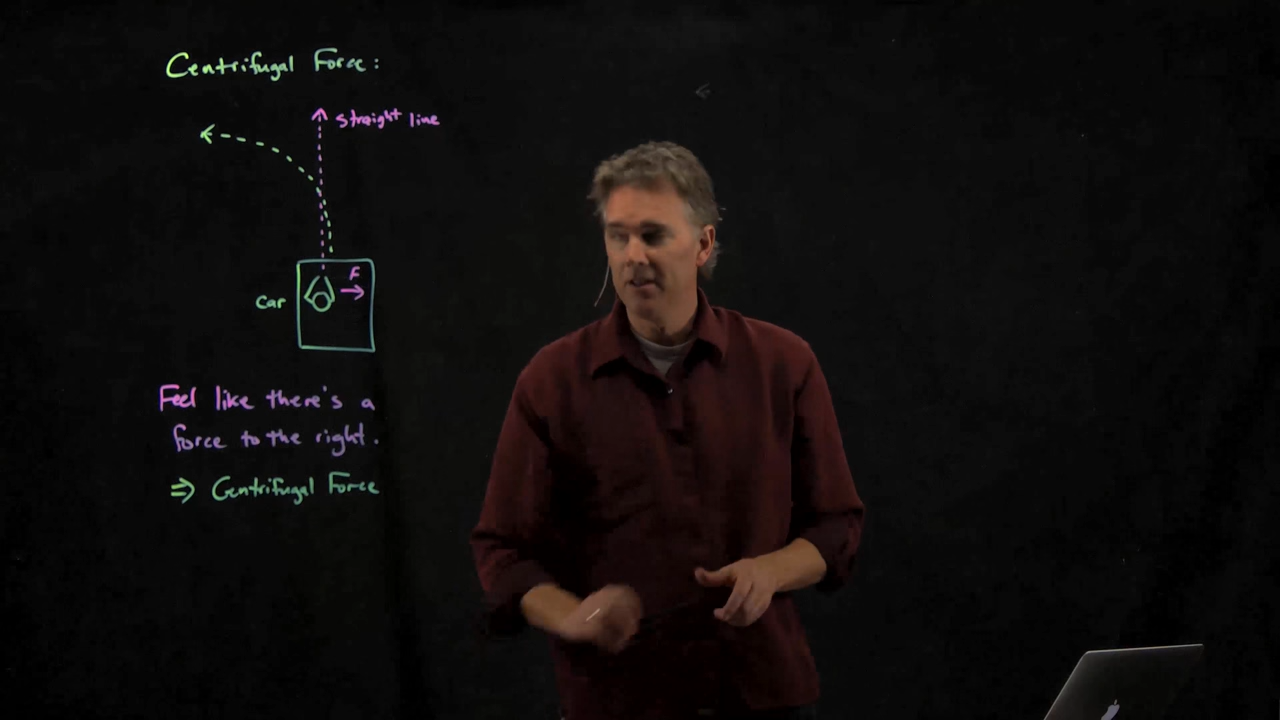 Centrifugal Force:
straight line
F
car
Feel like there's a
force to the right.
⇒ Centrifugal Force